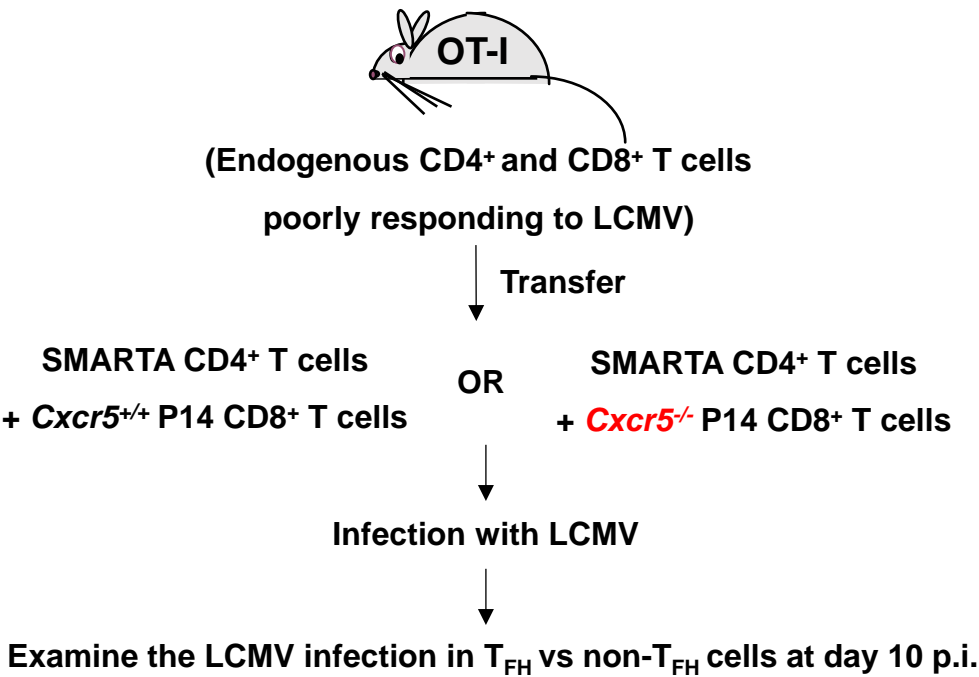 OT-I
(Endogenous CD4⁺ and CD8⁺ T cells
poorly responding to LCMV)
Transfer
SMARTA CD4⁺ T cells
+ Cxcr5⁺/⁺ P14 CD8⁺ T cells
OR
SMARTA CD4⁺ T cells
+ Cxcr5⁻/⁻ P14 CD8⁺ T cells
Infection with LCMV
Examine the LCMV infection in T_FH vs non-T_FH cells at day 10 p.i.